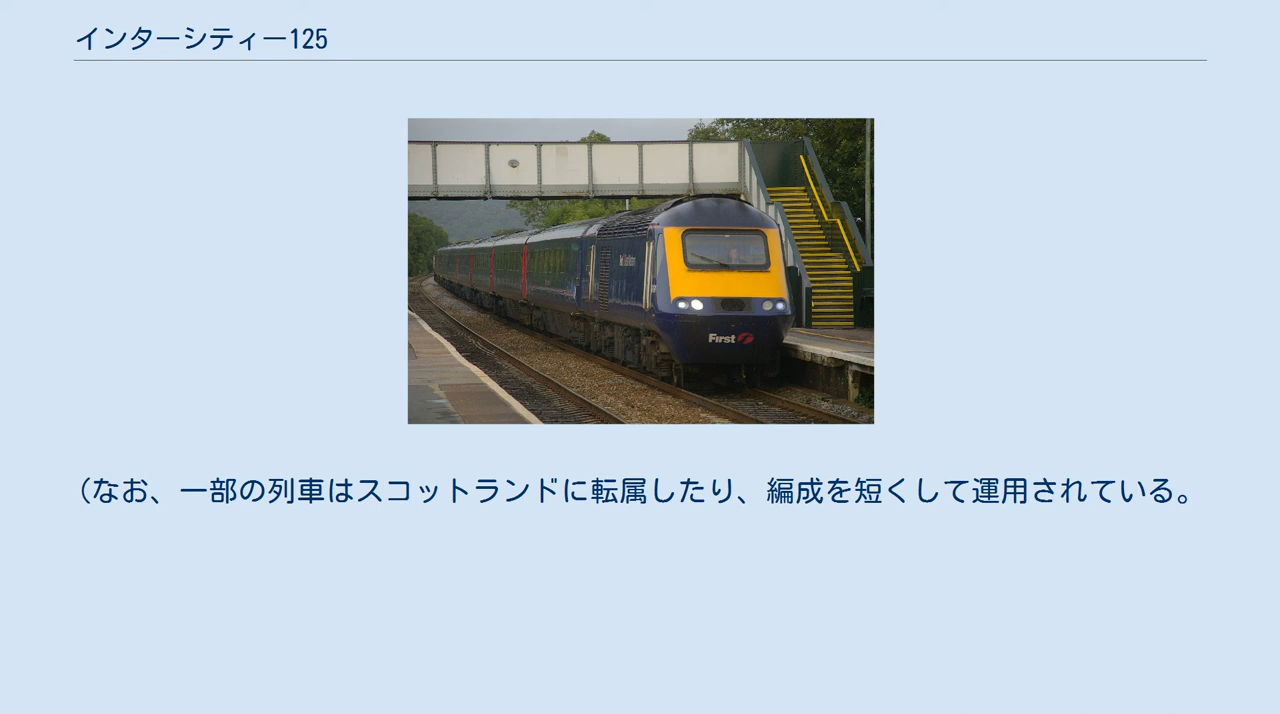 インターシティー125
First
(なお、一部の列車はスコットランドに転属したり、編成を短くして運用されている。